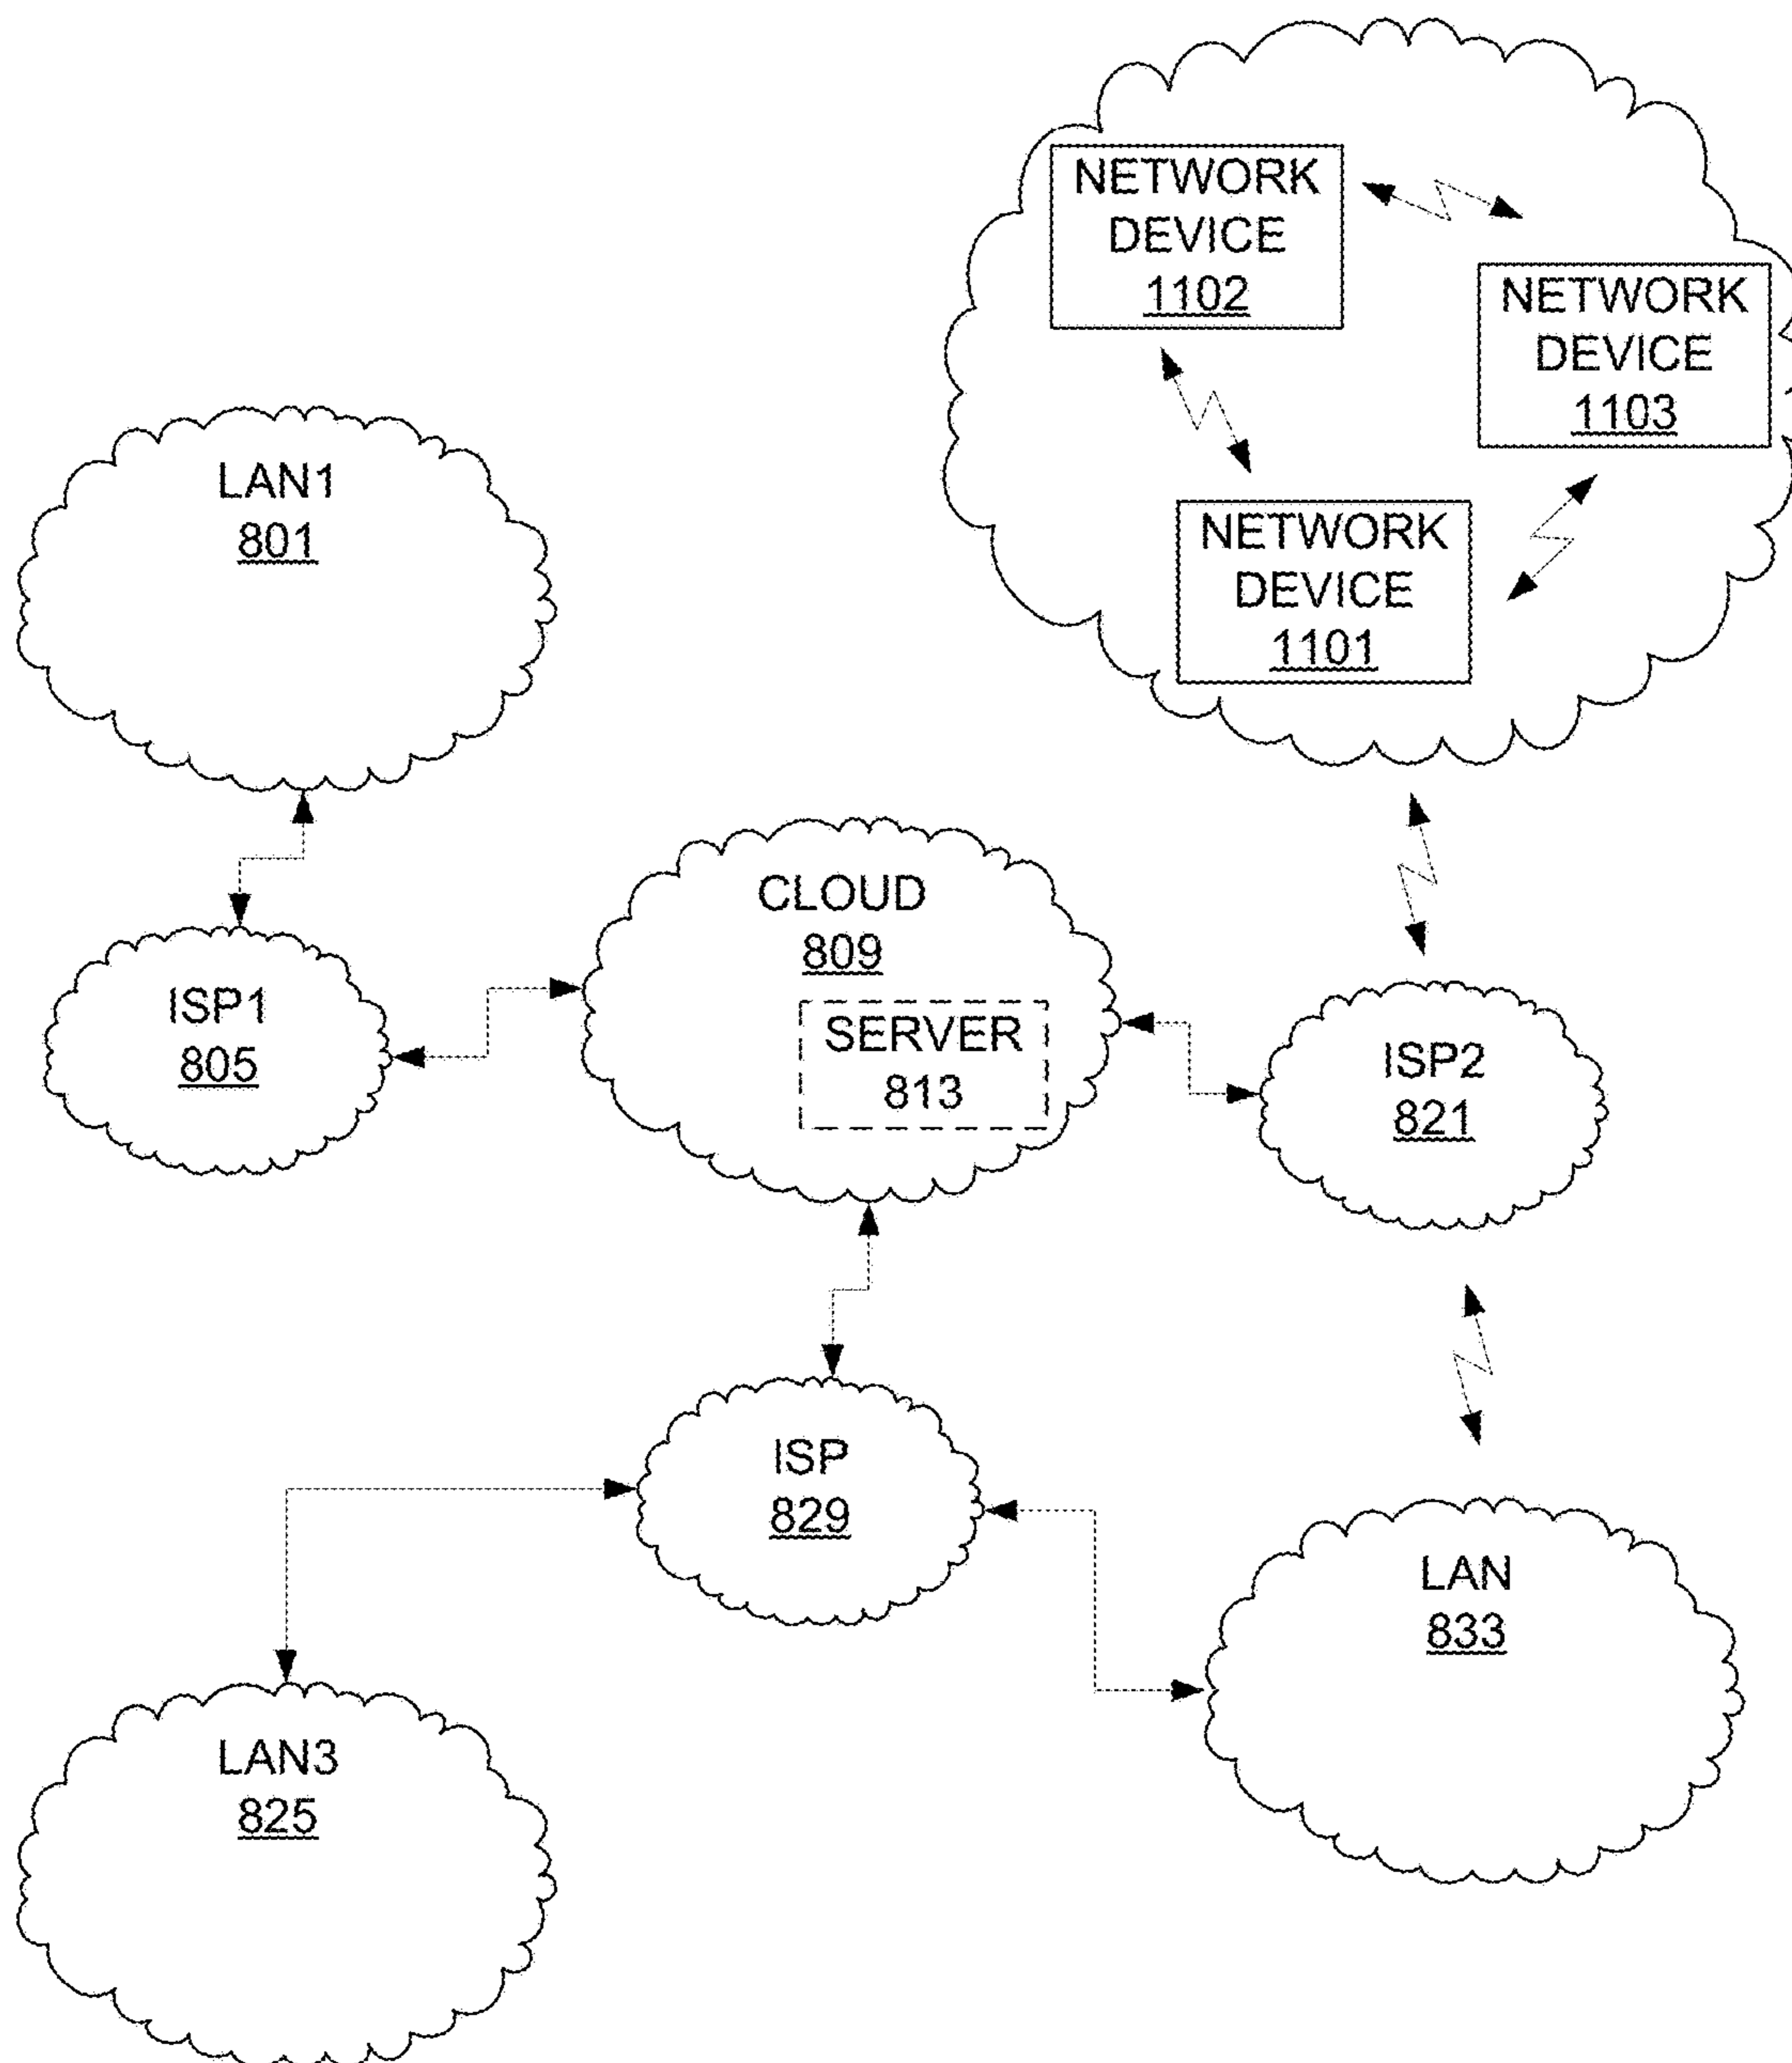 NETWORK
DEVICE
1102
NETWORK
DEVICE
1103
NETWORK
DEVICE
1101
LAN1
801
CLOUD
809
SERVER
813
ISP1
805
ISP2
821
ISP
829
LAN
833
LAN3
825